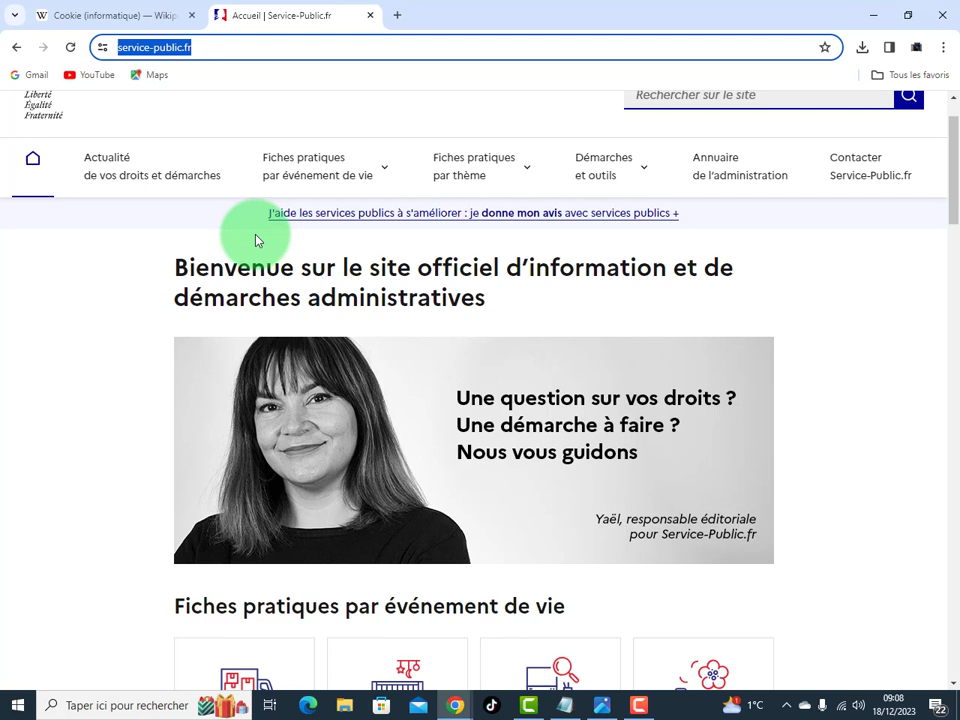 Cookie (informatique) — Wikip
Accueil | Service-Public.fr
service-public.fr
Gmail
YouTube
Maps
Tous les favoris
Liberté
Égalité
Fraternité
Rechercher sur le site
Actualité
de vos droits et démarches
Fiches pratiques
par événement de vie
Fiches pratiques
par thème
Démarches
et outils
Annuaire
de l'administration
Contacter
Service-Public.fr
J'aide les services publics à s'améliorer : je donne mon avis avec services publics +
Bienvenue sur le site officiel d’information et de
démarches administratives
Une question sur vos droits ?
Une démarche à faire ?
Nous vous guidons
Yaël, responsable éditoriale
pour Service-Public.fr
Fiches pratiques par événement de vie
Taper ici pour rechercher
1°C
09:08
18/12/2023
22